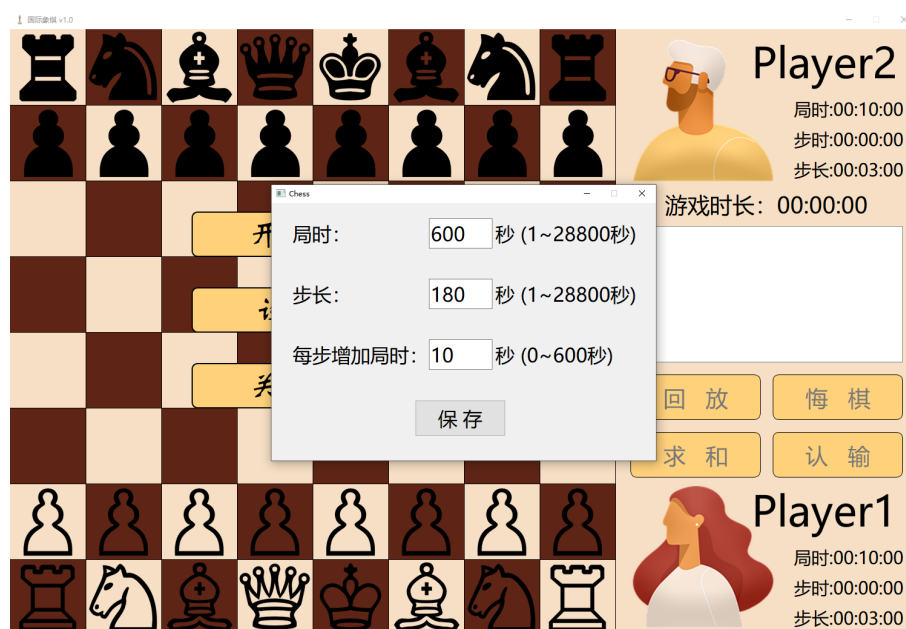 国际象棋 v1.0
Player2
局时:00:10:00
步时:00:00:00
步长:00:03:00
游戏时长: 00:00:00
Chess
局时:
600 秒 (1~28800秒)
步长:
180 秒 (1~28800秒)
每步增加局时: 10 秒 (0~600秒)
保存
开
关
回 放
悔 棋
求 和
认 输
Player1
局时:00:10:00
步时:00:00:00
步长:00:03:00